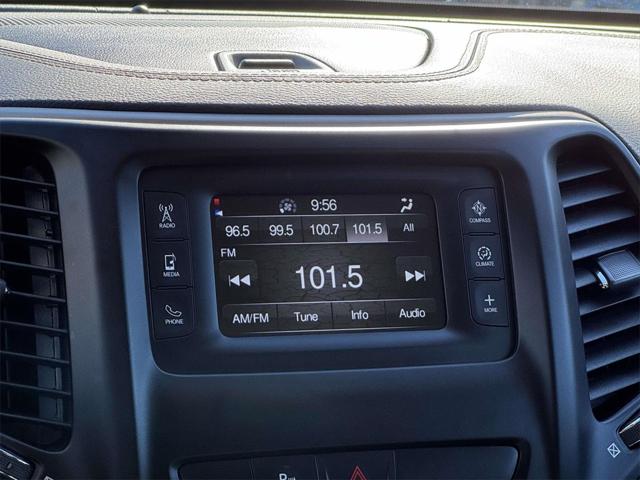 9:56
96.5 99.5 100.7 101.5 All
FM
101.5
AM/FM Tune Info Audio
RADIO
MEDIA
PHONE
N
COMPASS
CLIMATE
+
MORE
P